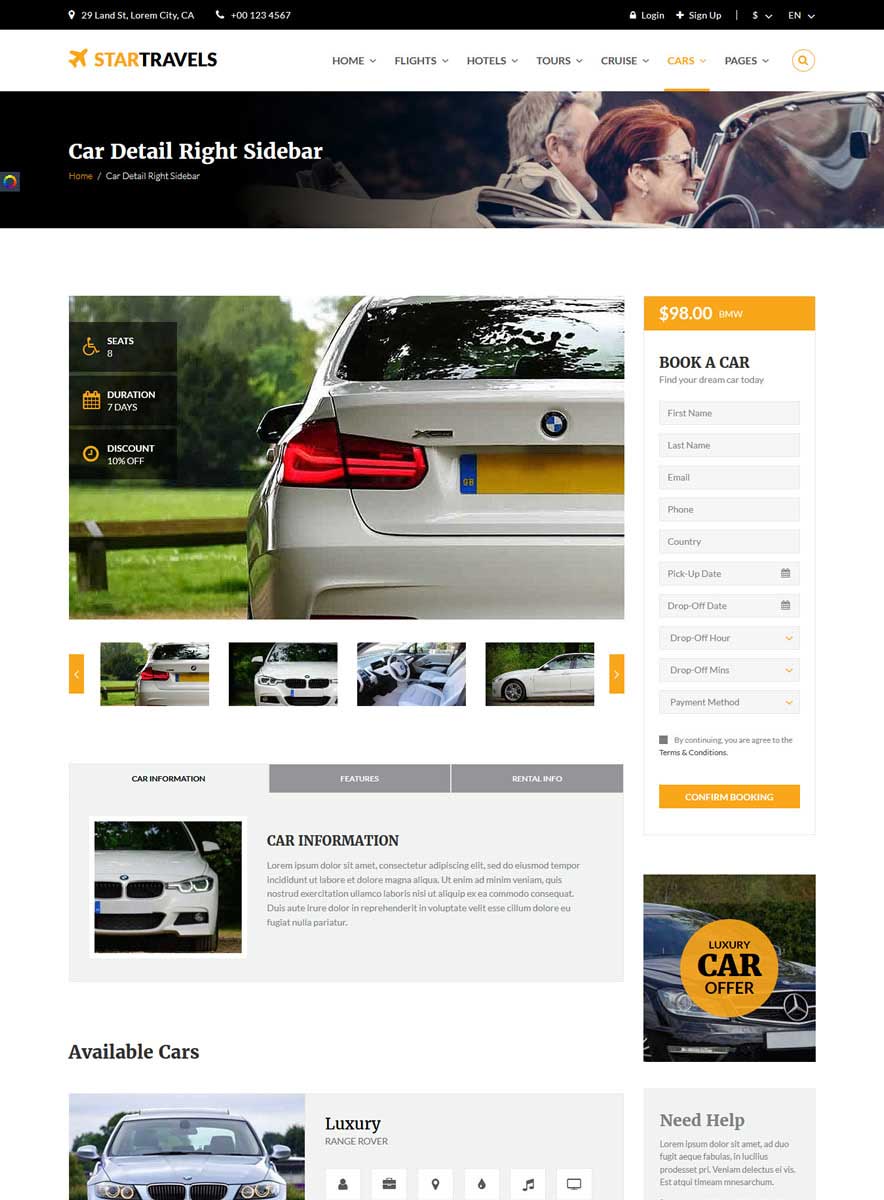 29 Land St, Lorem City, CA
+00 123 4567
Login
Sign Up
$
EN
STARTRAVELS
HOME
FLIGHTS
HOTELS
TOURS
CRUISE
CARS
PAGES
Car Detail Right Sidebar
Home / Car Detail Right Sidebar
SEATS
8
DURATION
7 DAYS
DISCOUNT
10% OFF
GB
$98.00 BMW
BOOK A CAR
Find your dream car today
First Name
Last Name
Email
Phone
Country
Pick-Up Date
Drop-Off Date
Drop-Off Hour
Drop-Off Mins
Payment Method
By continuing, you are agree to the
Terms & Conditions.
CONFIRM BOOKING
CAR INFORMATION
FEATURES
RENTAL INFO
CAR INFORMATION
Lorem ipsum dolor sit amet, consectetur adipiscing elit, sed do eiusmod tempor
incididunt ut labore et dolore magna aliqua. Ut enim ad minim veniam, quis
nostrud exercitation ullamco laboris nisi ut aliquip ex ea commodo consequat.
Duis aute irure dolor in reprehenderit in voluptate velit esse cillum dolore eu
fugiat nulla pariatur.
LUXURY
CAR
OFFER
Available Cars
Luxury
RANGE ROVER
Need Help
Lorem ipsum dolor sit amet, ad duo
fugit aeque fabulas, in lucilius
prodesset pri. Veniam delectus ei vis.
Est atqui timeam mnesarchum.